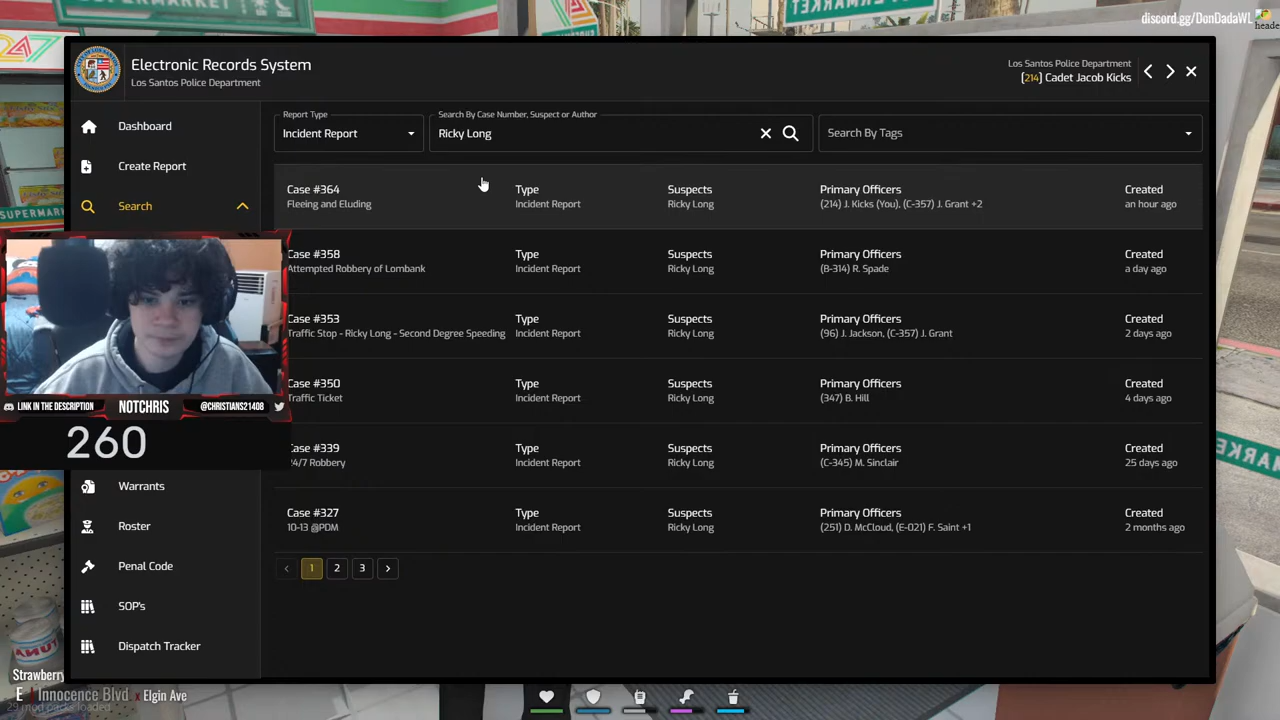 discord.gg/DonDadaWL
heade
24/7
SUPERMARKET
Electronic Records System
Los Santos Police Department
Los Santos Police Department
[214] Cadet Jacob Kicks
Dashboard
Create Report
Search
Warrants
Roster
Penal Code
SOP's
Dispatch Tracker
Report Type
Incident Report
Search By Case Number, Suspect or Author
Ricky Long
Search By Tags
Case #364 Type Suspects Primary Officers Created
Fleeing and Eluding Incident Report Ricky Long (214) J. Kicks (You), (C-357) J. Grant +2 an hour ago
Case #358 Type Suspects Primary Officers Created
Attempted Robbery of Lombank Incident Report Ricky Long (B-314) R. Spade a day ago
Case #353 Type Suspects Primary Officers Created
Traffic Stop - Ricky Long - Second Degree Speeding Incident Report Ricky Long (96) J. Jackson, (C-357) J. Grant 2 days ago
Case #350 Type Suspects Primary Officers Created
Traffic Ticket Incident Report Ricky Long (347) B. Hill 4 days ago
Case #339 Type Suspects Primary Officers Created
24/7 Robbery Incident Report Ricky Long (C-345) M. Sinclair 25 days ago
Case #327 Type Suspects Primary Officers Created
10-13 @PDM Incident Report Ricky Long (251) D. McCloud, (E-021) F. Saint +1 2 months ago
1 2 3
LINK IN THE DESCRIPTION NOTCHRIS @CHRISTIANS21408
260
Strawberry
E Innocence Blvd x Elgin Ave
29 mod packs loaded